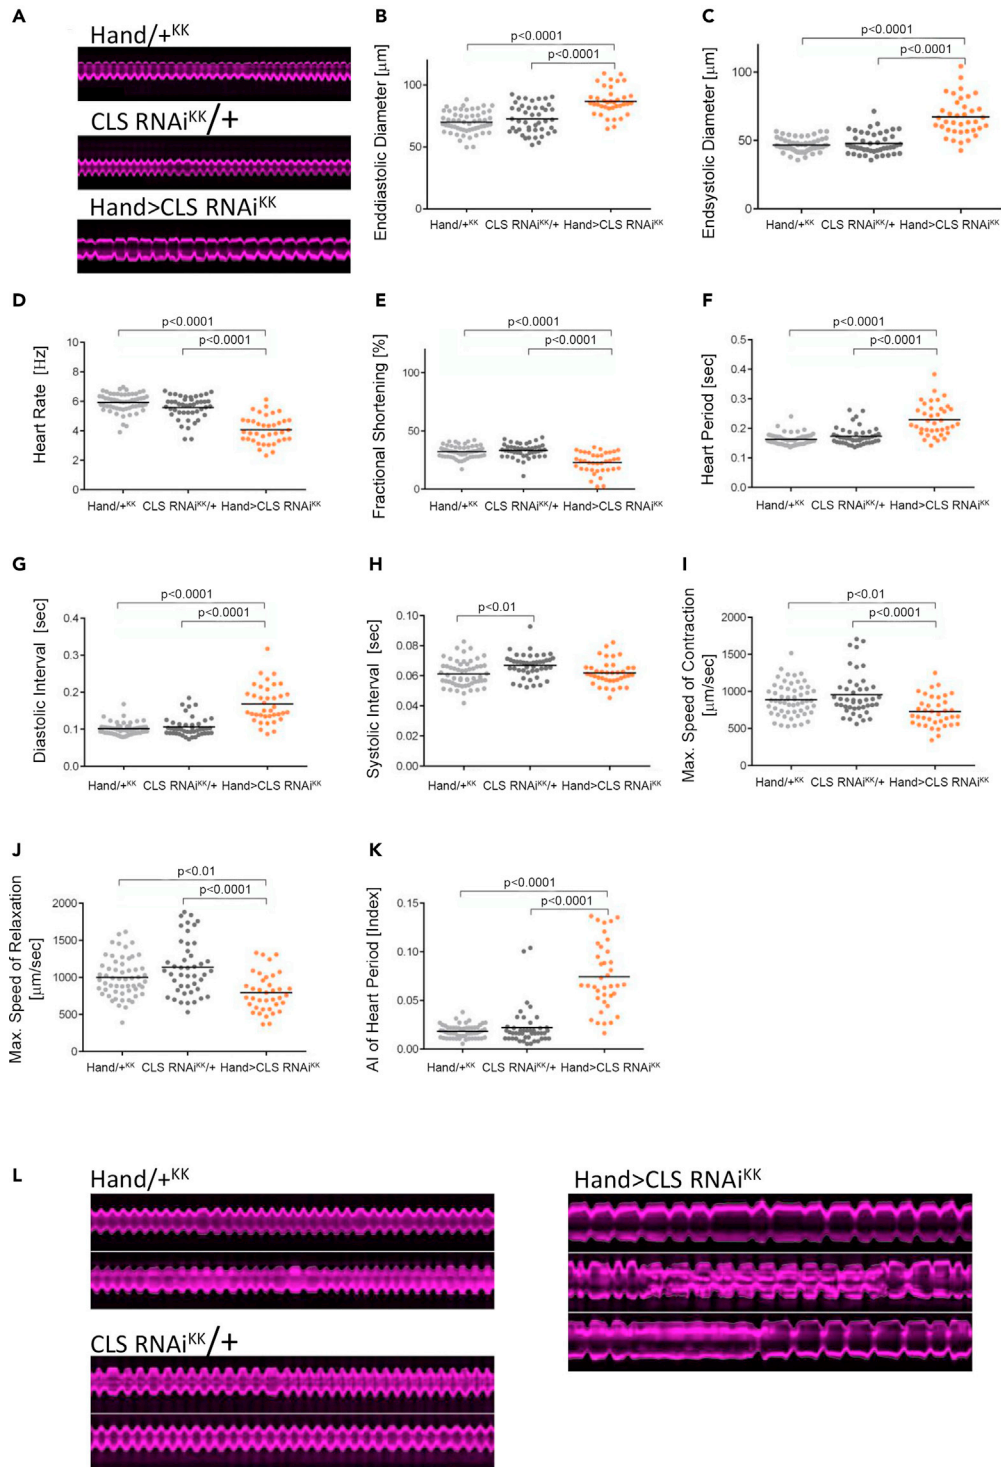 A
Hand/+ᴷᴷ
CLS RNAiᴷᴷ/+
Hand>CLS RNAiᴷᴷ
B
p<0.0001
p<0.0001
Enddiastolic Diameter [µm]
100
50
0
Hand/+ᴷᴷ CLS RNAiᴷᴷ/+ Hand>CLS RNAiᴷᴷ
C
p<0.0001
p<0.0001
Endsystolic Diameter [µm]
100
50
0
Hand/+ᴷᴷ CLS RNAiᴷᴷ/+ Hand>CLS RNAiᴷᴷ
D
p<0.0001
p<0.0001
Heart Rate [Hz]
10
8
6
4
2
0
Hand/+ᴷᴷ CLS RNAiᴷᴷ/+ Hand>CLS RNAiᴷᴷ
E
p<0.0001
p<0.0001
Fractional Shortening [%]
100
50
0
Hand/+ᴷᴷ CLS RNAiᴷᴷ/+ Hand>CLS RNAiᴷᴷ
F
p<0.0001
p<0.0001
Heart Period [sec]
0.5
0.4
0.3
0.2
0.1
0.0
Hand/+ᴷᴷ CLS RNAiᴷᴷ/+ Hand>CLS RNAiᴷᴷ
G
p<0.0001
p<0.0001
Diastolic Interval [sec]
0.4
0.3
0.2
0.1
0.0
Hand/+ᴷᴷ CLS RNAiᴷᴷ/+ Hand>CLS RNAiᴷᴷ
H
p<0.01
Systolic Interval [sec]
0.10
0.08
0.06
0.04
0.02
0.00
Hand/+ᴷᴷ CLS RNAiᴷᴷ/+ Hand>CLS RNAiᴷᴷ
I
p<0.01
p<0.0001
Max. Speed of Contraction
[µm/sec]
2000
1500
1000
500
0
Hand/+ᴷᴷ CLS RNAiᴷᴷ/+ Hand>CLS RNAiᴷᴷ
J
p<0.01
p<0.0001
Max. Speed of Relaxation
[µm/sec]
2000
1500
1000
500
0
Hand/+ᴷᴷ CLS RNAiᴷᴷ/+ Hand>CLS RNAiᴷᴷ
K
p<0.0001
p<0.0001
AI of Heart Period [Index]
0.15
0.10
0.05
0.00
Hand/+ᴷᴷ CLS RNAiᴷᴷ/+ Hand>CLS RNAiᴷᴷ
L
Hand/+ᴷᴷ
CLS RNAiᴷᴷ/+
Hand>CLS RNAiᴷᴷ